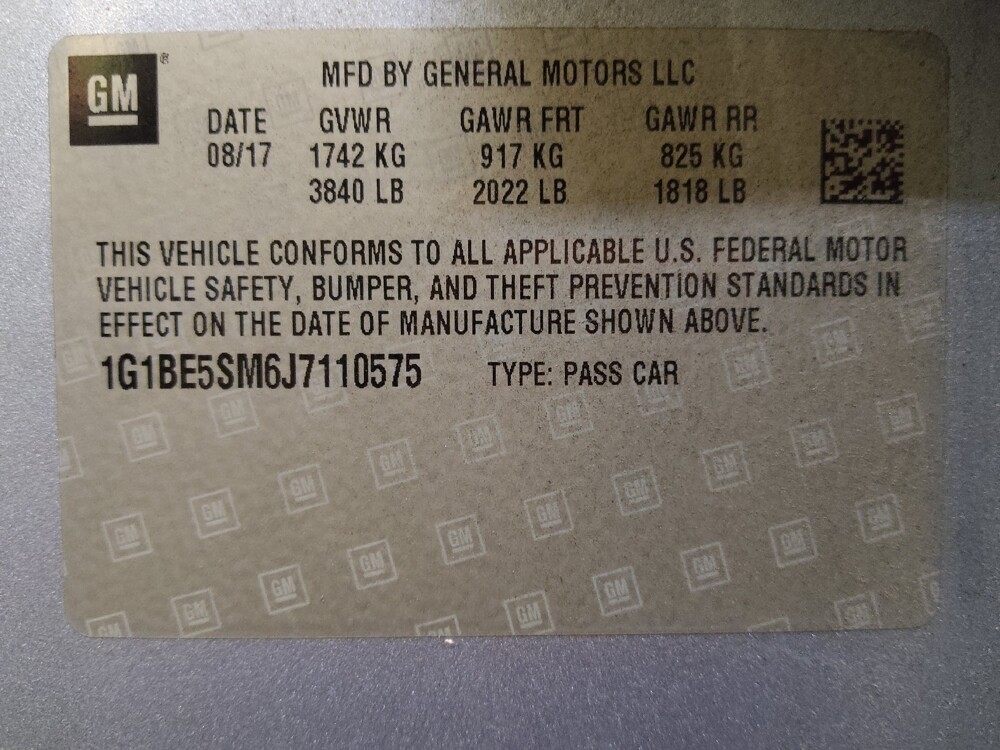 GM
MFD BY GENERAL MOTORS LLC
DATE GVWR GAWR FRT GAWR RR
08/17 1742 KG 917 KG 825 KG
3840 LB 2022 LB 1818 LB
THIS VEHICLE CONFORMS TO ALL APPLICABLE U.S. FEDERAL MOTOR
VEHICLE SAFETY, BUMPER, AND THEFT PREVENTION STANDARDS IN
EFFECT ON THE DATE OF MANUFACTURE SHOWN ABOVE.
1G1BE5SM6J7110575 TYPE: PASS CAR